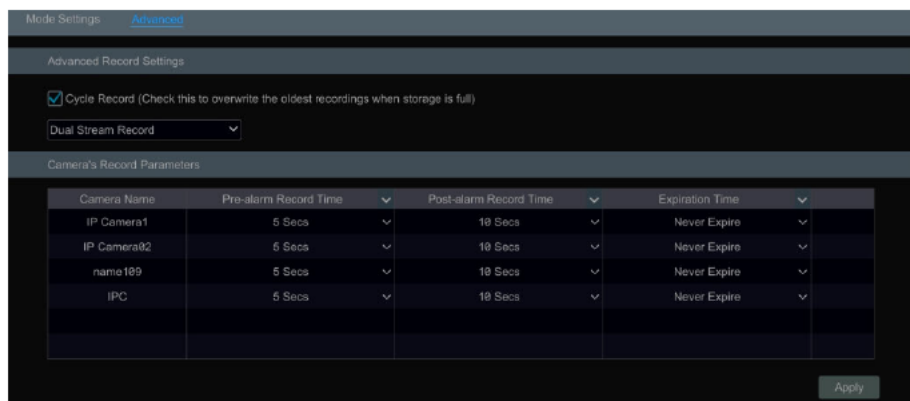 Mode Settings Advanced
Advanced Record Settings
Cycle Record (Check this to overwrite the oldest recordings when storage is full)
Dual Stream Record
Camera's Record Parameters
Camera Name Pre-alarm Record Time Post-alarm Record Time Expiration Time
IP Camera1 5 Secs 10 Secs Never Expire
IP Camera02 5 Secs 10 Secs Never Expire
name109 5 Secs 10 Secs Never Expire
IPC 5 Secs 10 Secs Never Expire
Apply